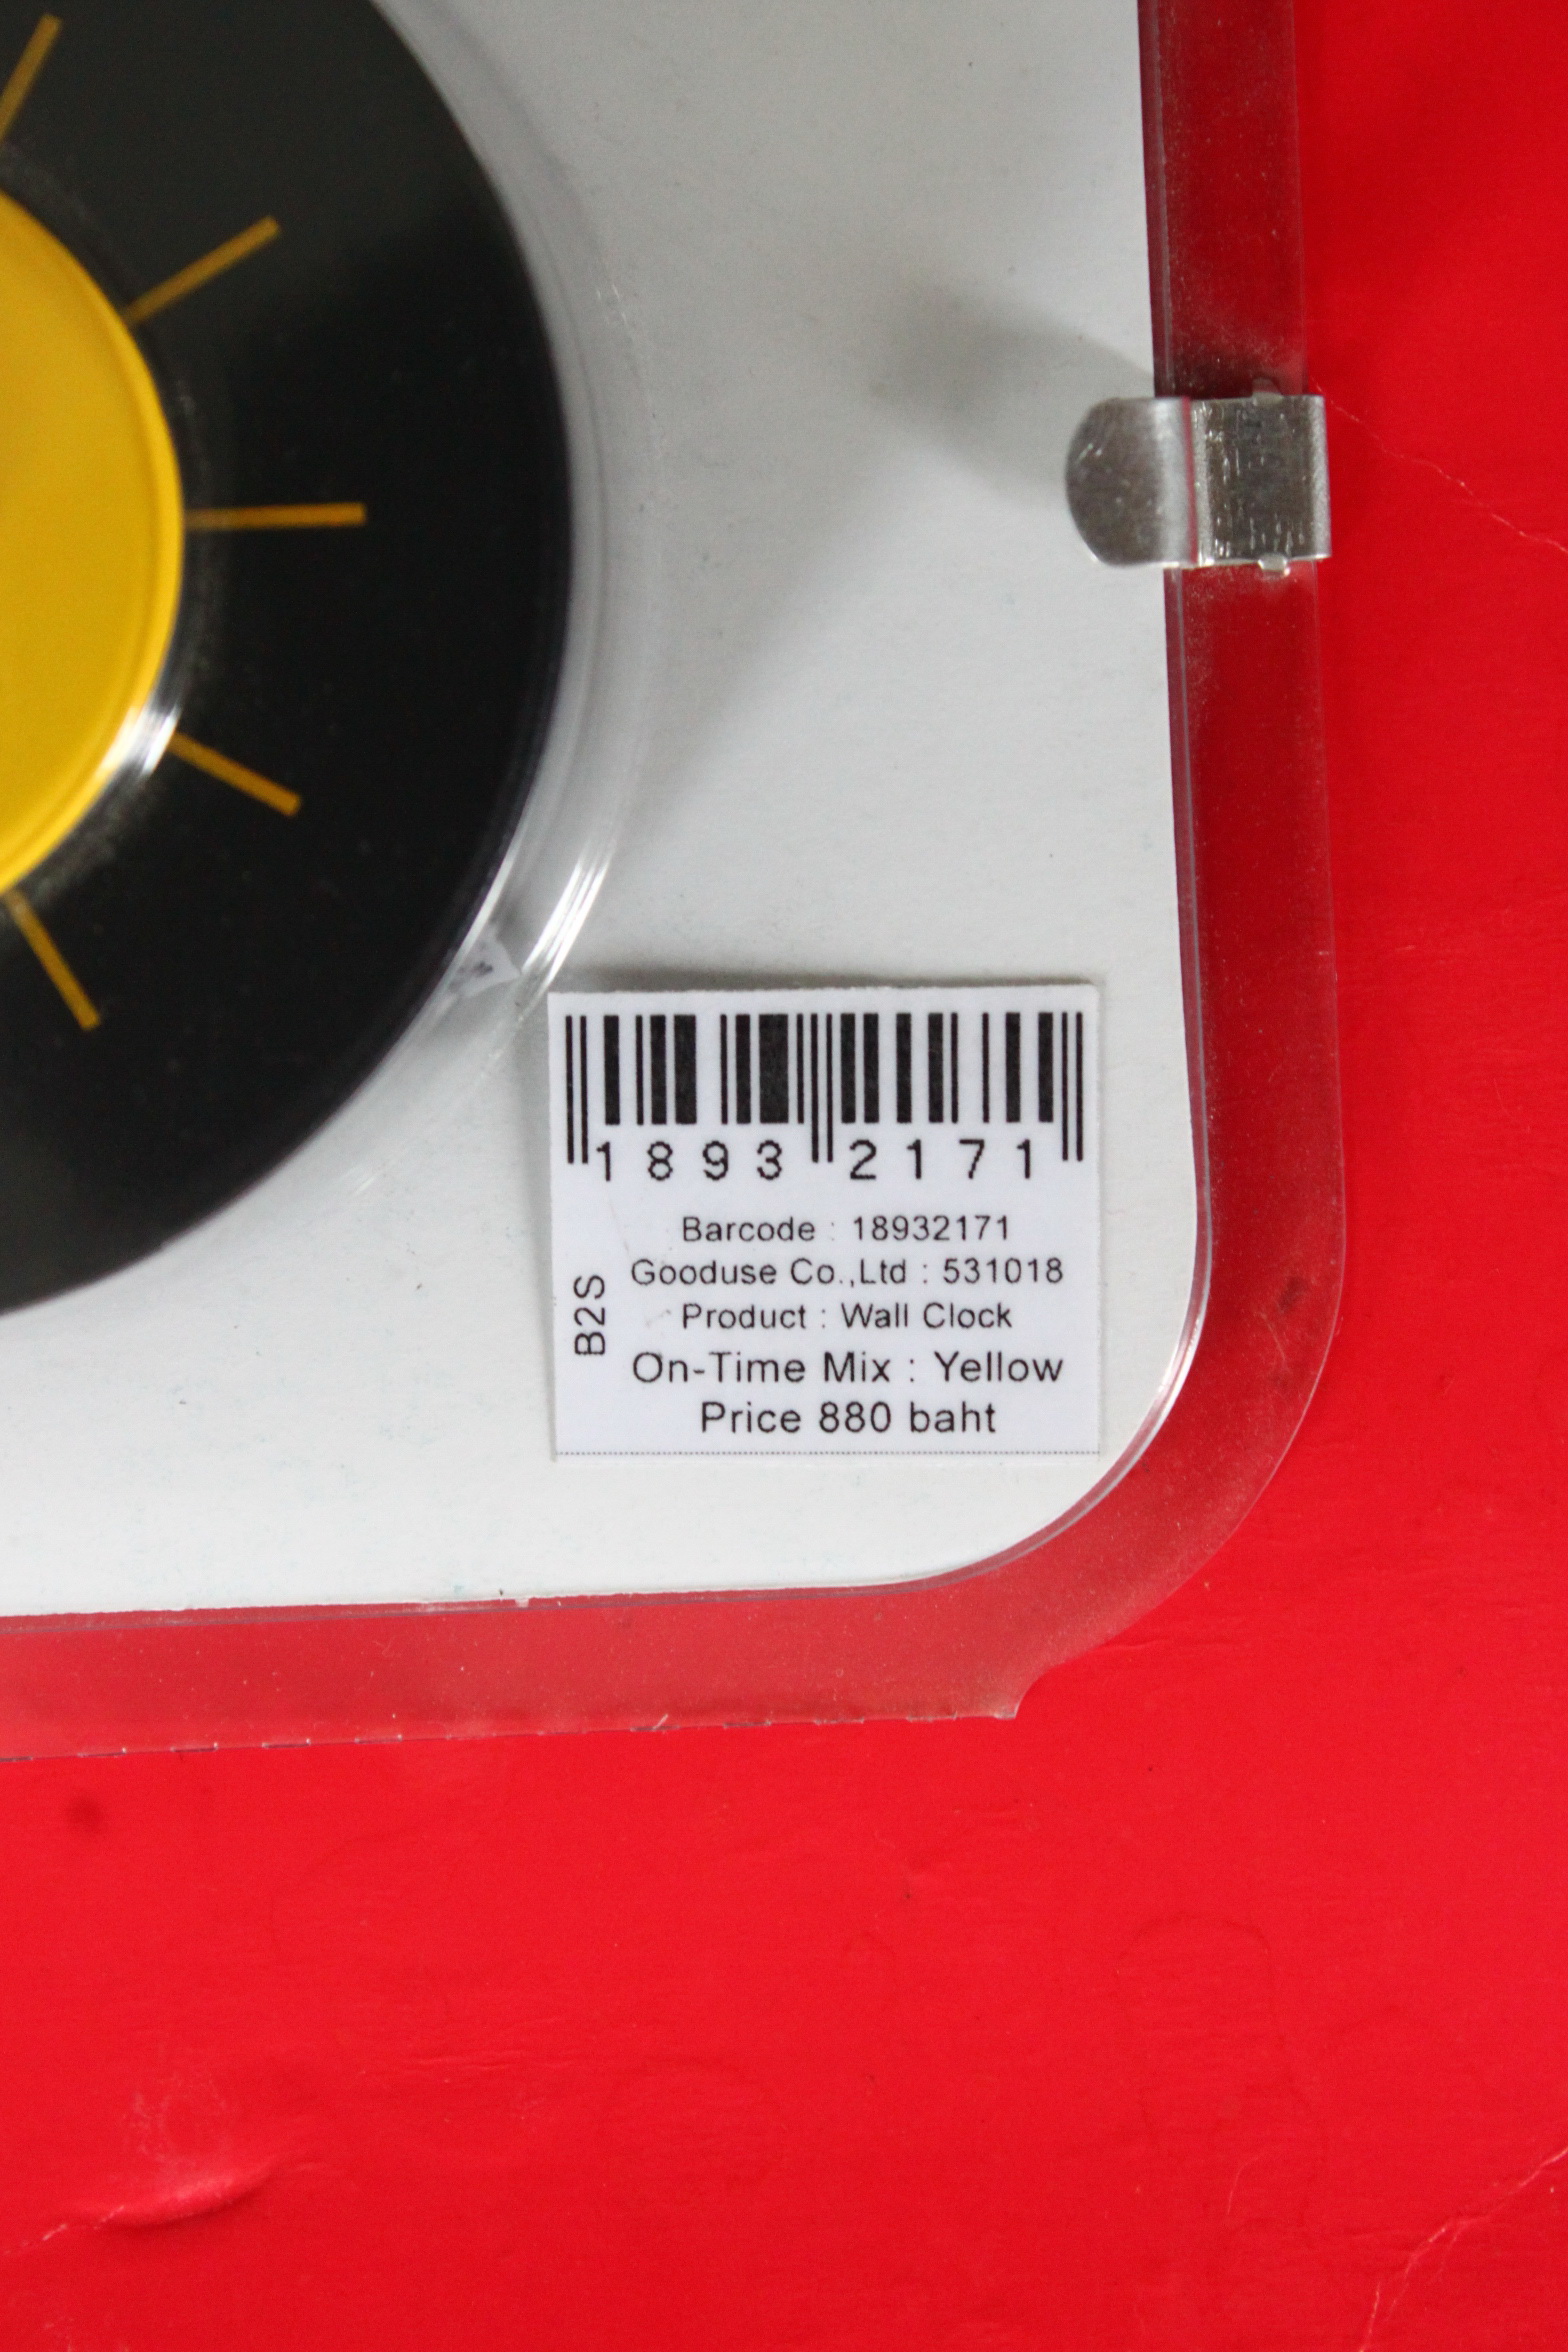 1893 2171
Barcode : 18932171
Gooduse Co.,Ltd : 531018
Product : Wall Clock
On-Time Mix : Yellow
Price 880 baht
B2S